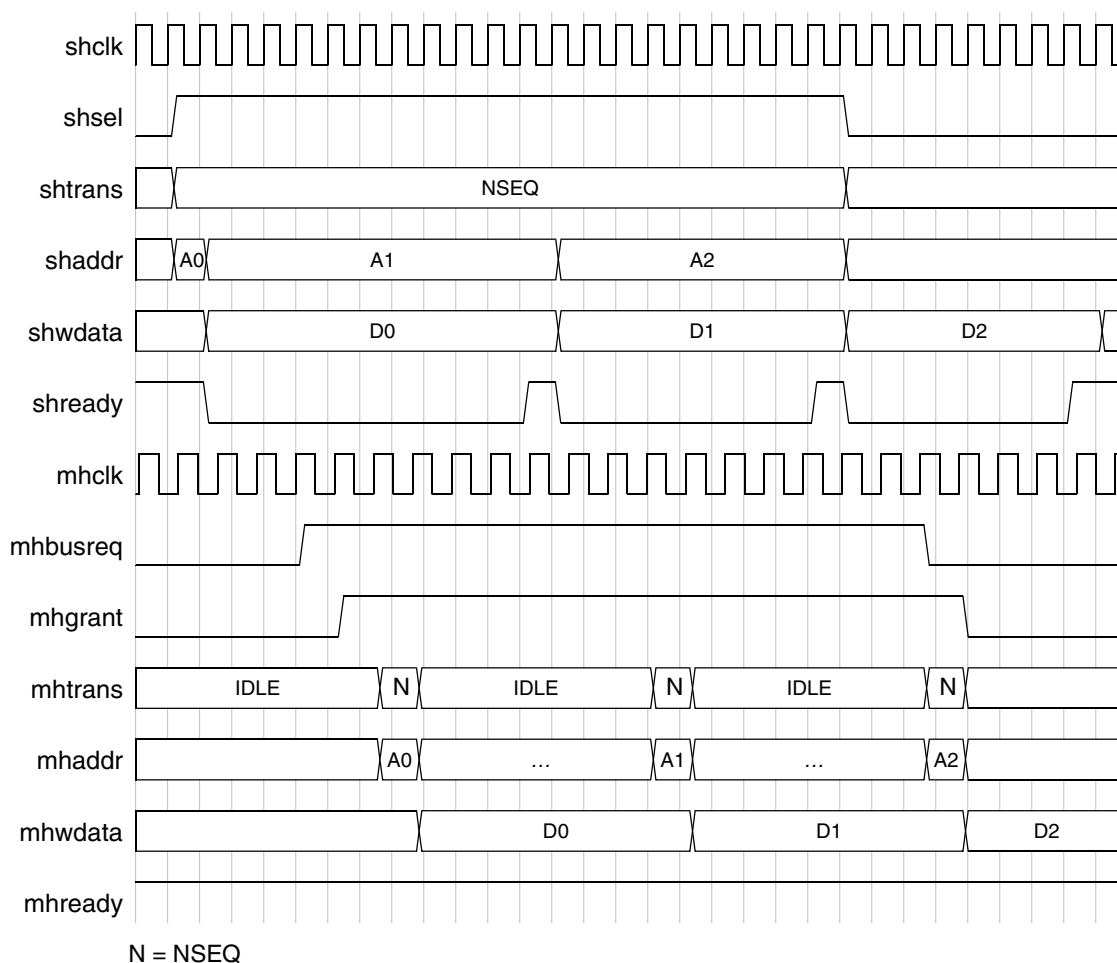 shclk
shsel
shtrans NSEQ
shaddr A0 A1 A2
shwdata D0 D1 D2
shready
mhclk
mhbusreq
mhgrant
mhtrans IDLE N IDLE N IDLE N
mhaddr A0 ... A1 ... A2
mhwdata D0 D1 D2
mhready
N = NSEQ